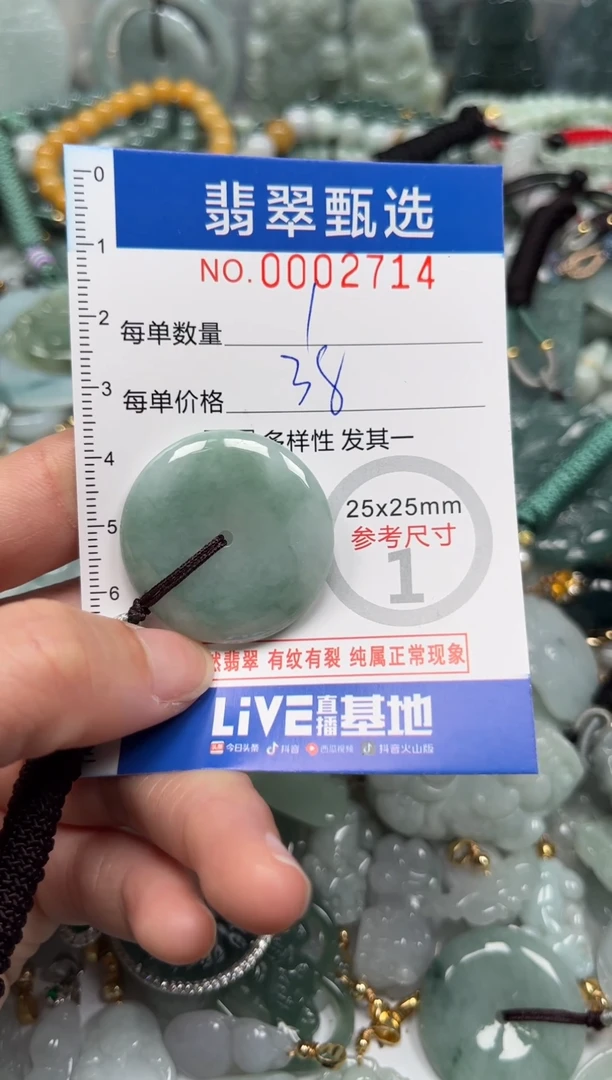 0
翡翠甄选
1
NO.0002714
2
每单数量 1
3
每单价格 38
多样性 发其一
4
25x25mm
5
参考尺寸
1
6
然翡翠 有纹有裂 纯属正常现象
LiVE直播基地
今日头条 抖音 西瓜视频 抖音火山版